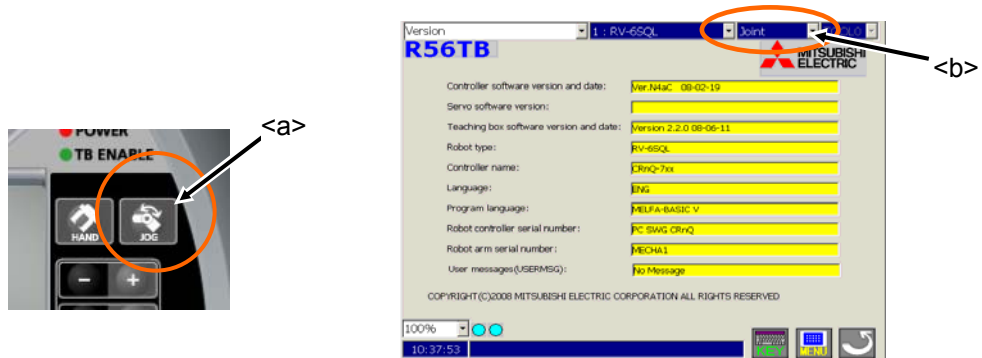 Version
1 : RV-6SQL
Joint
R56TB
MITSUBISHI
ELECTRIC
<b>
Controller software version and date: Ver.N4aC 08-02-19
Servo software version:
Teaching box software version and date: Version 2.2.0 08-06-11
Robot type: RV-6SQL
Controller name: CRnQ-7xx
Language: ENG
Program language: MELFA-BASIC V
Robot controller serial number: PC SWG CRnQ
Robot arm serial number: MECHA1
User messages(USERMSG): No Message
COPYRIGHT(C)2008 MITSUBISHI ELECTRIC CORPORATION ALL RIGHTS RESERVED
100%
10:37:53
KEY
MENU
<a>
POWER
TB ENABLE
HAND
JOG
- +